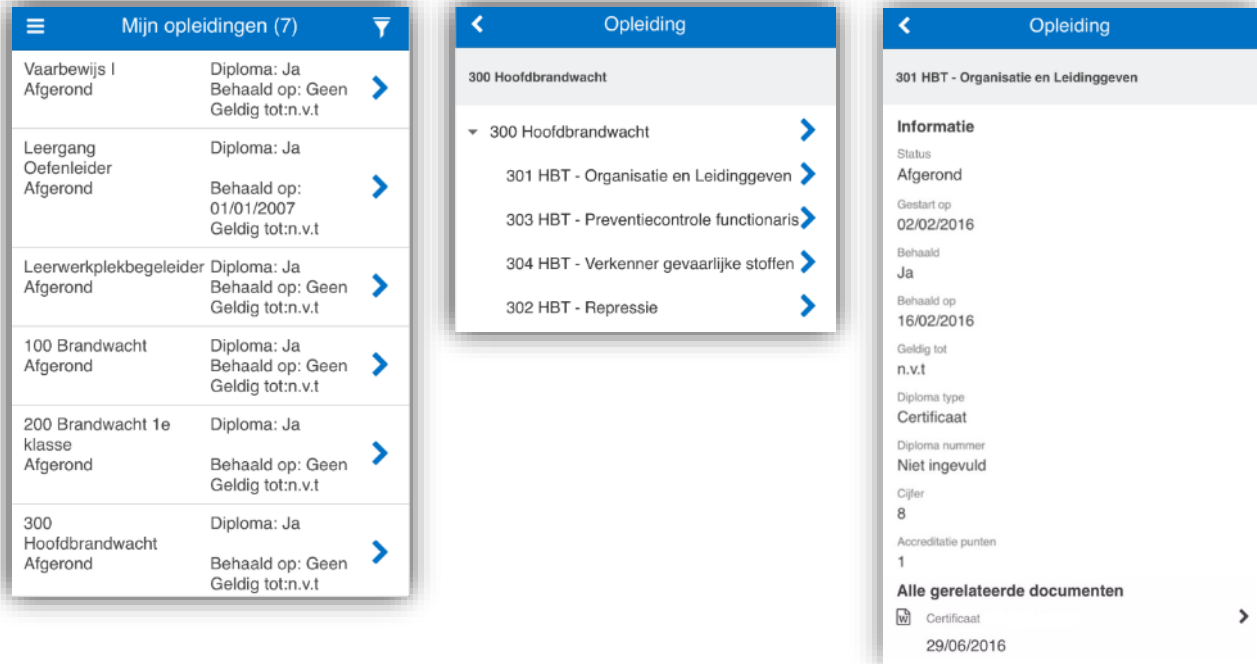 Mijn opleidingen (7)
Vaarbewijs I
Afgerond
Diploma: Ja
Behaald op: Geen
Geldig tot:n.v.t
Leergang
Oefenleider
Afgerond
Diploma: Ja
Behaald op:
01/01/2007
Geldig tot:n.v.t
Leerwerkplekbegeleider
Afgerond
Diploma: Ja
Behaald op: Geen
Geldig tot:n.v.t
100 Brandwacht
Afgerond
Diploma: Ja
Behaald op: Geen
Geldig tot:n.v.t
200 Brandwacht 1e
klasse
Afgerond
Diploma: Ja
Behaald op: Geen
Geldig tot:n.v.t
300
Hoofdbrandwacht
Afgerond
Diploma: Ja
Behaald op: Geen
Geldig tot:n.v.t
Opleiding
300 Hoofdbrandwacht
300 Hoofdbrandwacht
301 HBT - Organisatie en Leidinggeven
303 HBT - Preventiecontrole functionaris
304 HBT - Verkenner gevaarlijke stoffen
302 HBT - Repressie
Opleiding
301 HBT - Organisatie en Leidinggeven
Informatie
Status
Afgerond
Gestart op
02/02/2016
Behaald
Ja
Behaald op
16/02/2016
Geldig tot
n.v.t
Diploma type
Certificaat
Diploma nummer
Niet ingevuld
Cijfer
8
Accreditatie punten
1
Alle gerelateerde documenten
W Certificaat
29/06/2016